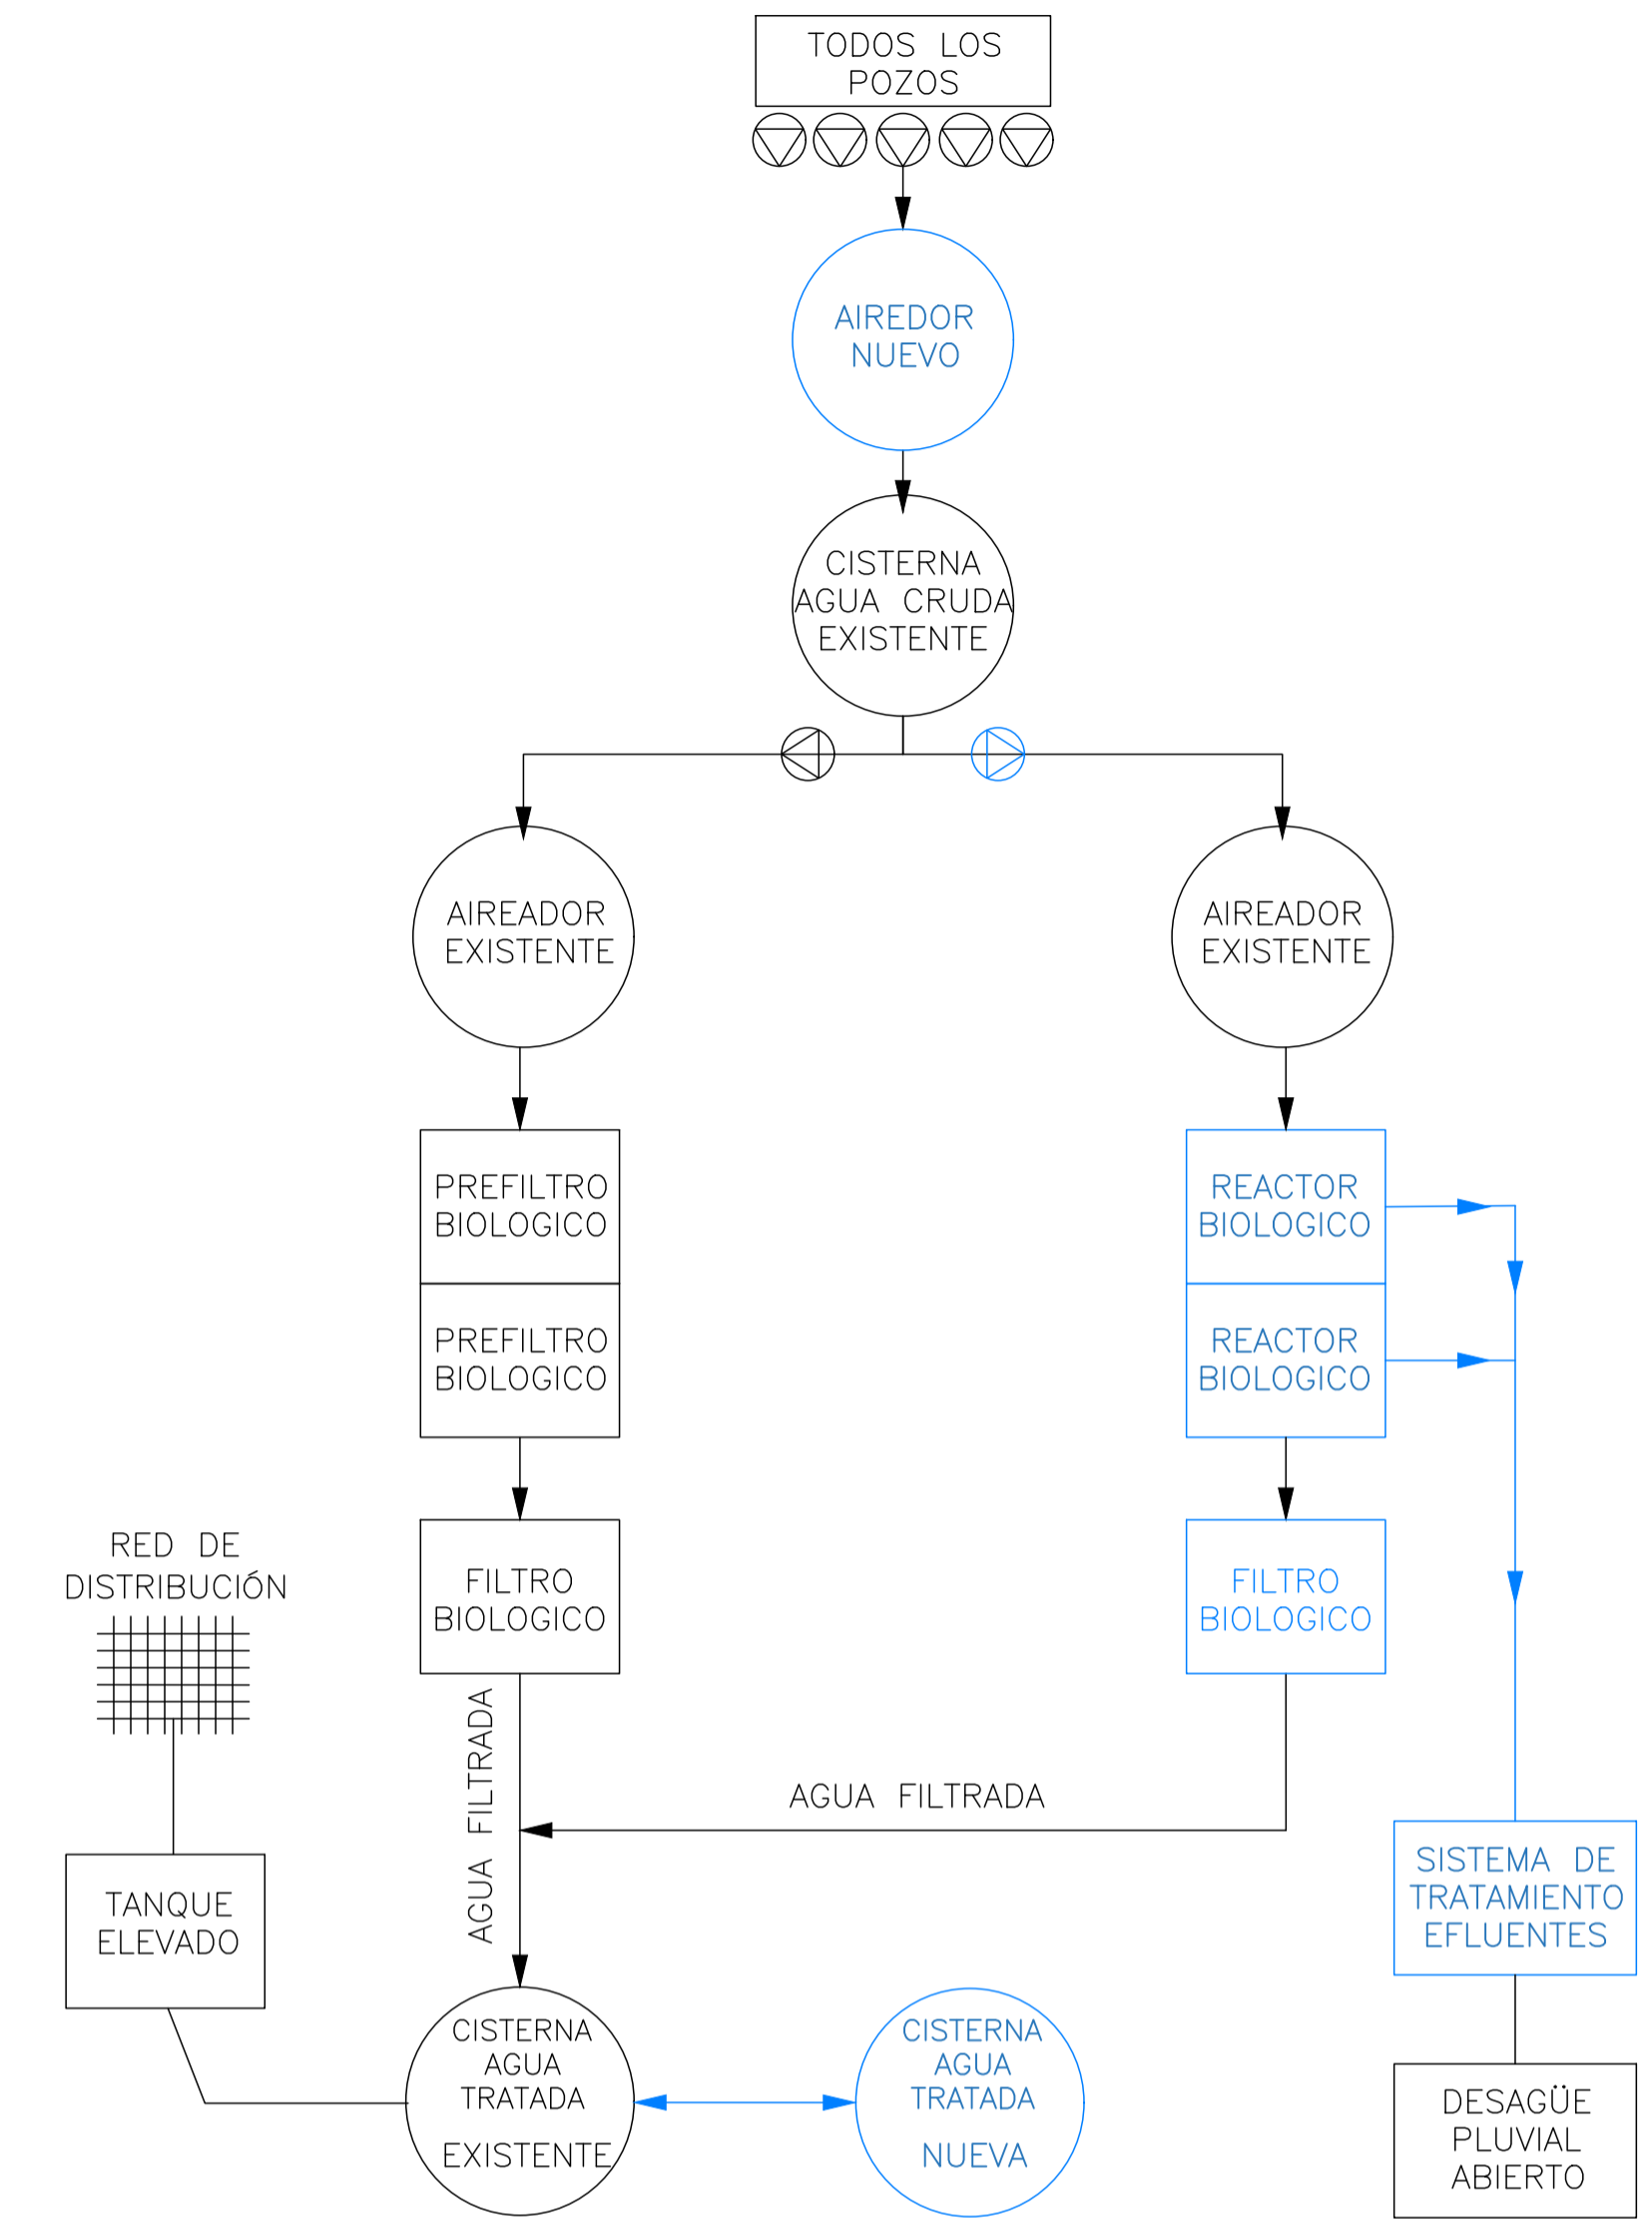 TODOS LOS
POZOS
AIREDOR
NUEVO
CISTERNA
AGUA CRUDA
EXISTENTE
AIREADOR
EXISTENTE
AIREADOR
EXISTENTE
PREFILTRO
BIOLOGICO
REACTOR
BIOLOGICO
PREFILTRO
BIOLOGICO
REACTOR
BIOLOGICO
RED DE
DISTRIBUCIÓN
FILTRO
BIOLOGICO
FILTRO
BIOLOGICO
AGUA FILTRADA
AGUA FILTRADA
TANQUE
ELEVADO
SISTEMA DE
TRATAMIENTO
EFLUENTES
CISTERNA
AGUA
TRATADA
EXISTENTE
CISTERNA
AGUA
TRATADA
NUEVA
DESAGÜE
PLUVIAL
ABIERTO